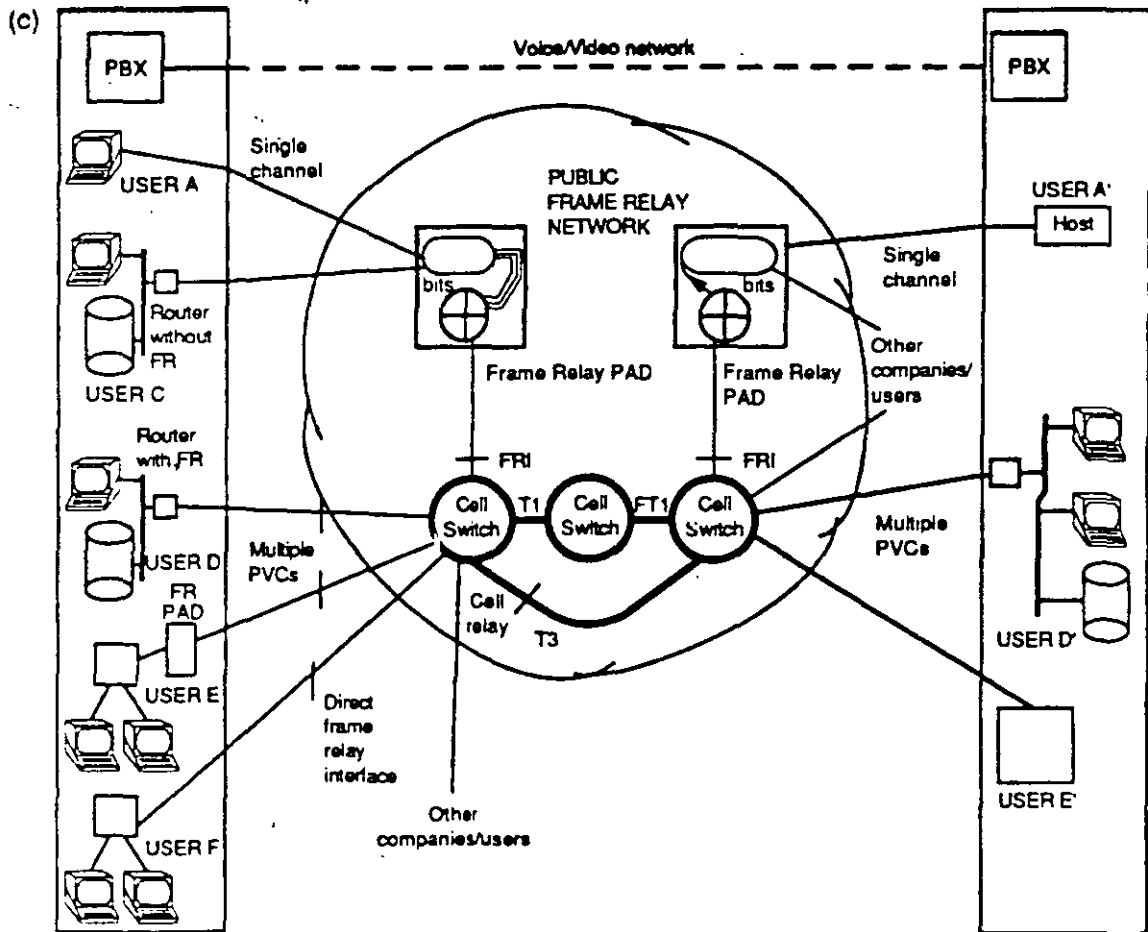 (c)
Voice/Video network
PBX
PBX
Single
channel
USER A
PUBLIC
FRAME RELAY
NETWORK
USER A'
Host
bits
bits
Single
channel
Router
without
FR
USER C
Frame Relay PAD
Frame Relay
PAD
Other
companies/
users
Router
with FR
FRI
FRI
Cell
Switch
T1
Cell
Switch
FT1
Cell
Switch
USER D
Multiple
PVCs
Multiple
PVCs
FR
PAD
Cell
relay
T3
USER D'
USER E
Direct
frame
relay
interface
USER E'
Other
companies/users
USER F